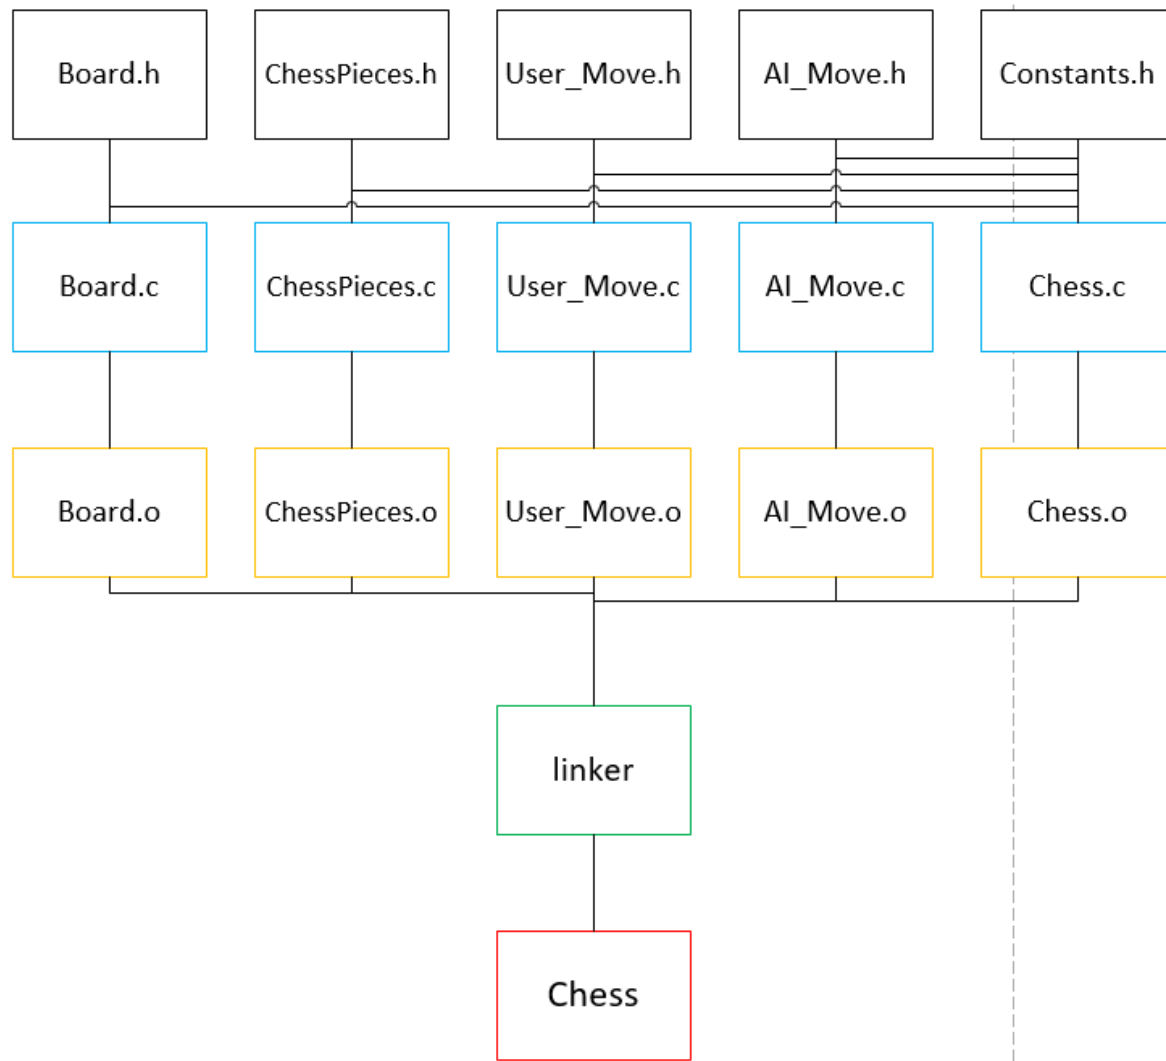 Board.h
ChessPieces.h
User_Move.h
AI_Move.h
Constants.h
Board.c
ChessPieces.c
User_Move.c
AI_Move.c
Chess.c
Board.o
ChessPieces.o
User_Move.o
AI_Move.o
Chess.o
linker
Chess